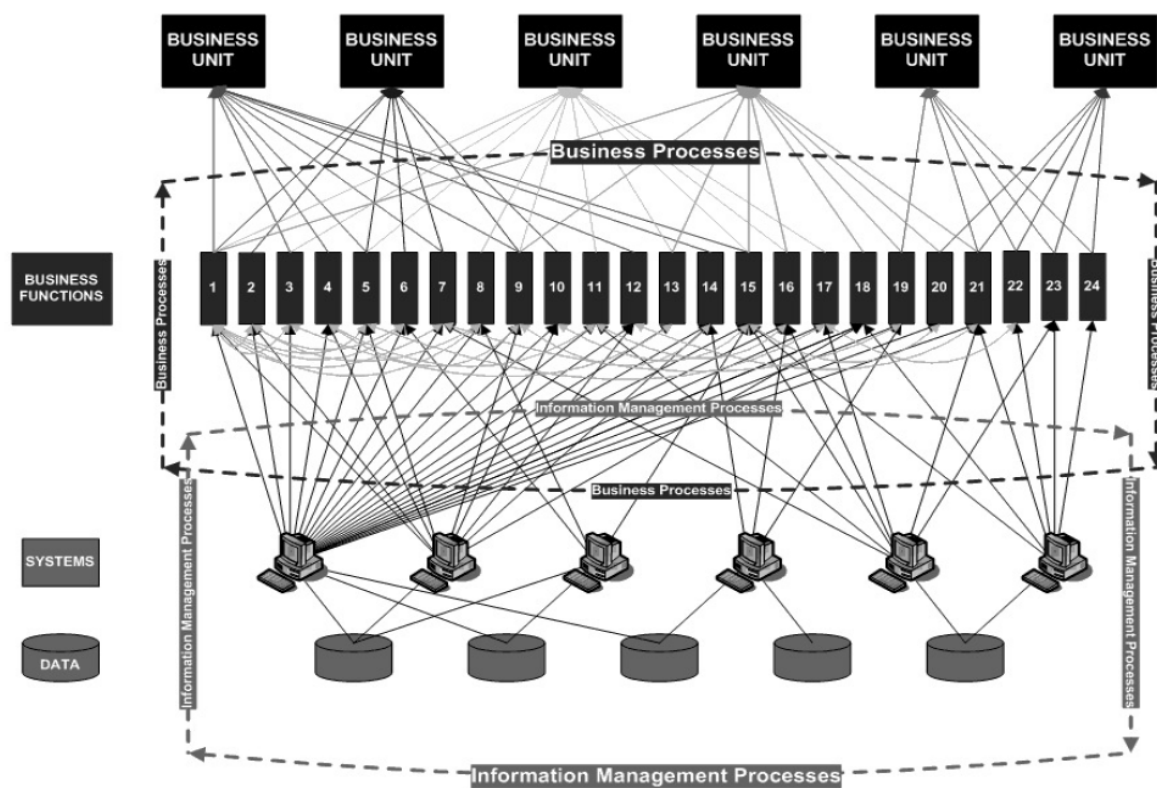 BUSINESS
UNIT
BUSINESS
UNIT
BUSINESS
UNIT
BUSINESS
UNIT
BUSINESS
UNIT
BUSINESS
UNIT
Business Processes
BUSINESS
FUNCTIONS
Business Processes
1 2 3 4 5 6 7 8 9 10 11 12 13 14 15 16 17 18 19 20 21 22 23 24
Business Processes
Information Management Processes
Business Processes
SYSTEMS
Information Management Processes
Information Management Processes
DATA
Information Management Processes